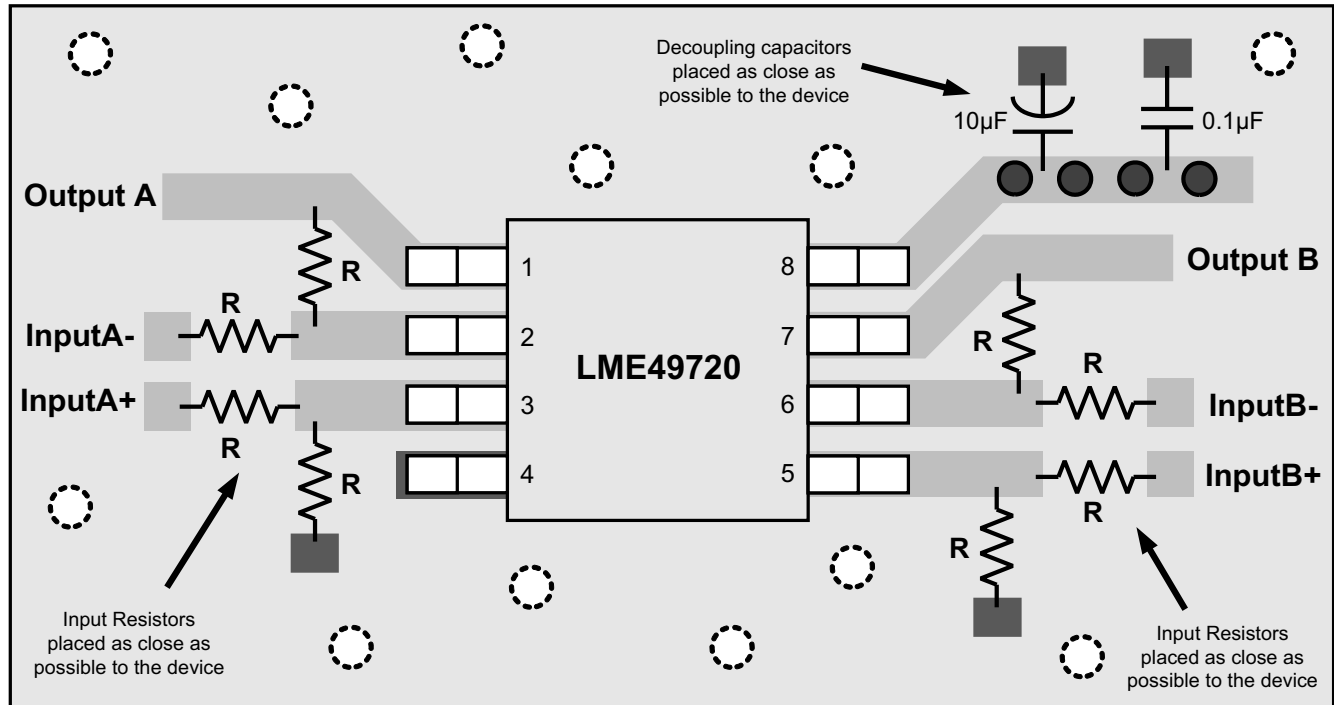 Decoupling capacitors
placed as close as
possible to the device
10µF
0.1µF
Output A
R
R
InputA-
InputA+
R
R
1
2
3
4
LME49720
8
7
6
5
Output B
R
R
InputB-
InputB+
R
R
Input Resistors
placed as close as
possible to the device
Input Resistors
placed as close as
possible to the device